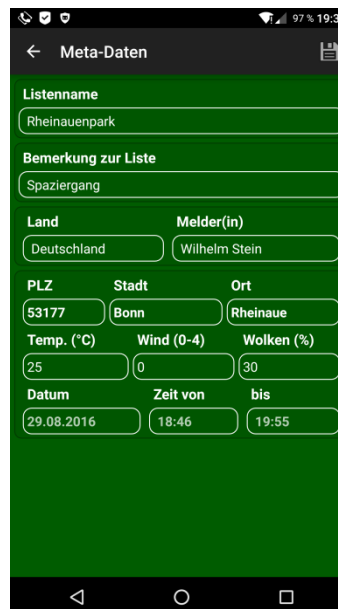 97 % 19:3
Meta-Daten
Listenname
Rheinauenpark
Bemerkung zur Liste
Spaziergang
Land Melder(in)
Deutschland Wilhelm Stein
PLZ Stadt Ort
53177 Bonn Rheinaue
Temp. (°C) Wind (0-4) Wolken (%)
25 0 30
Datum Zeit von bis
29.08.2016 18:46 19:55